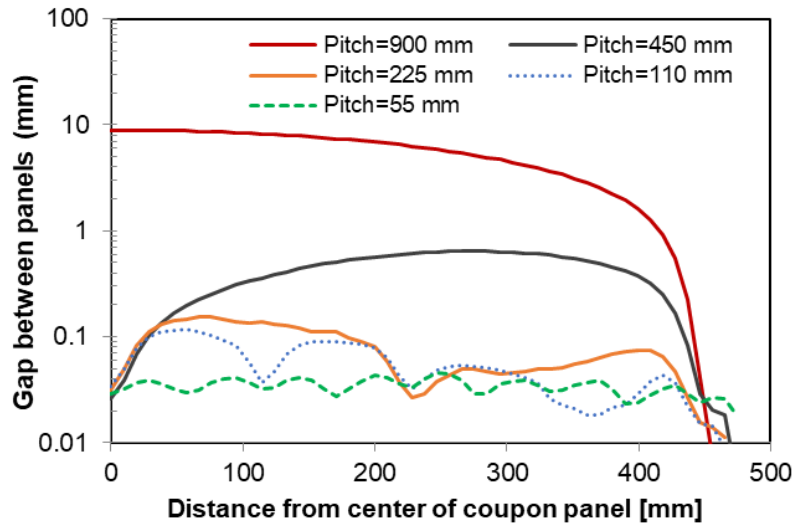 100
10
1
0.1
0.01
Gap between panels (mm)
Pitch=900 mm
Pitch=450 mm
Pitch=225 mm
Pitch=110 mm
Pitch=55 mm
0
100
200
300
400
500
Distance from center of coupon panel [mm]